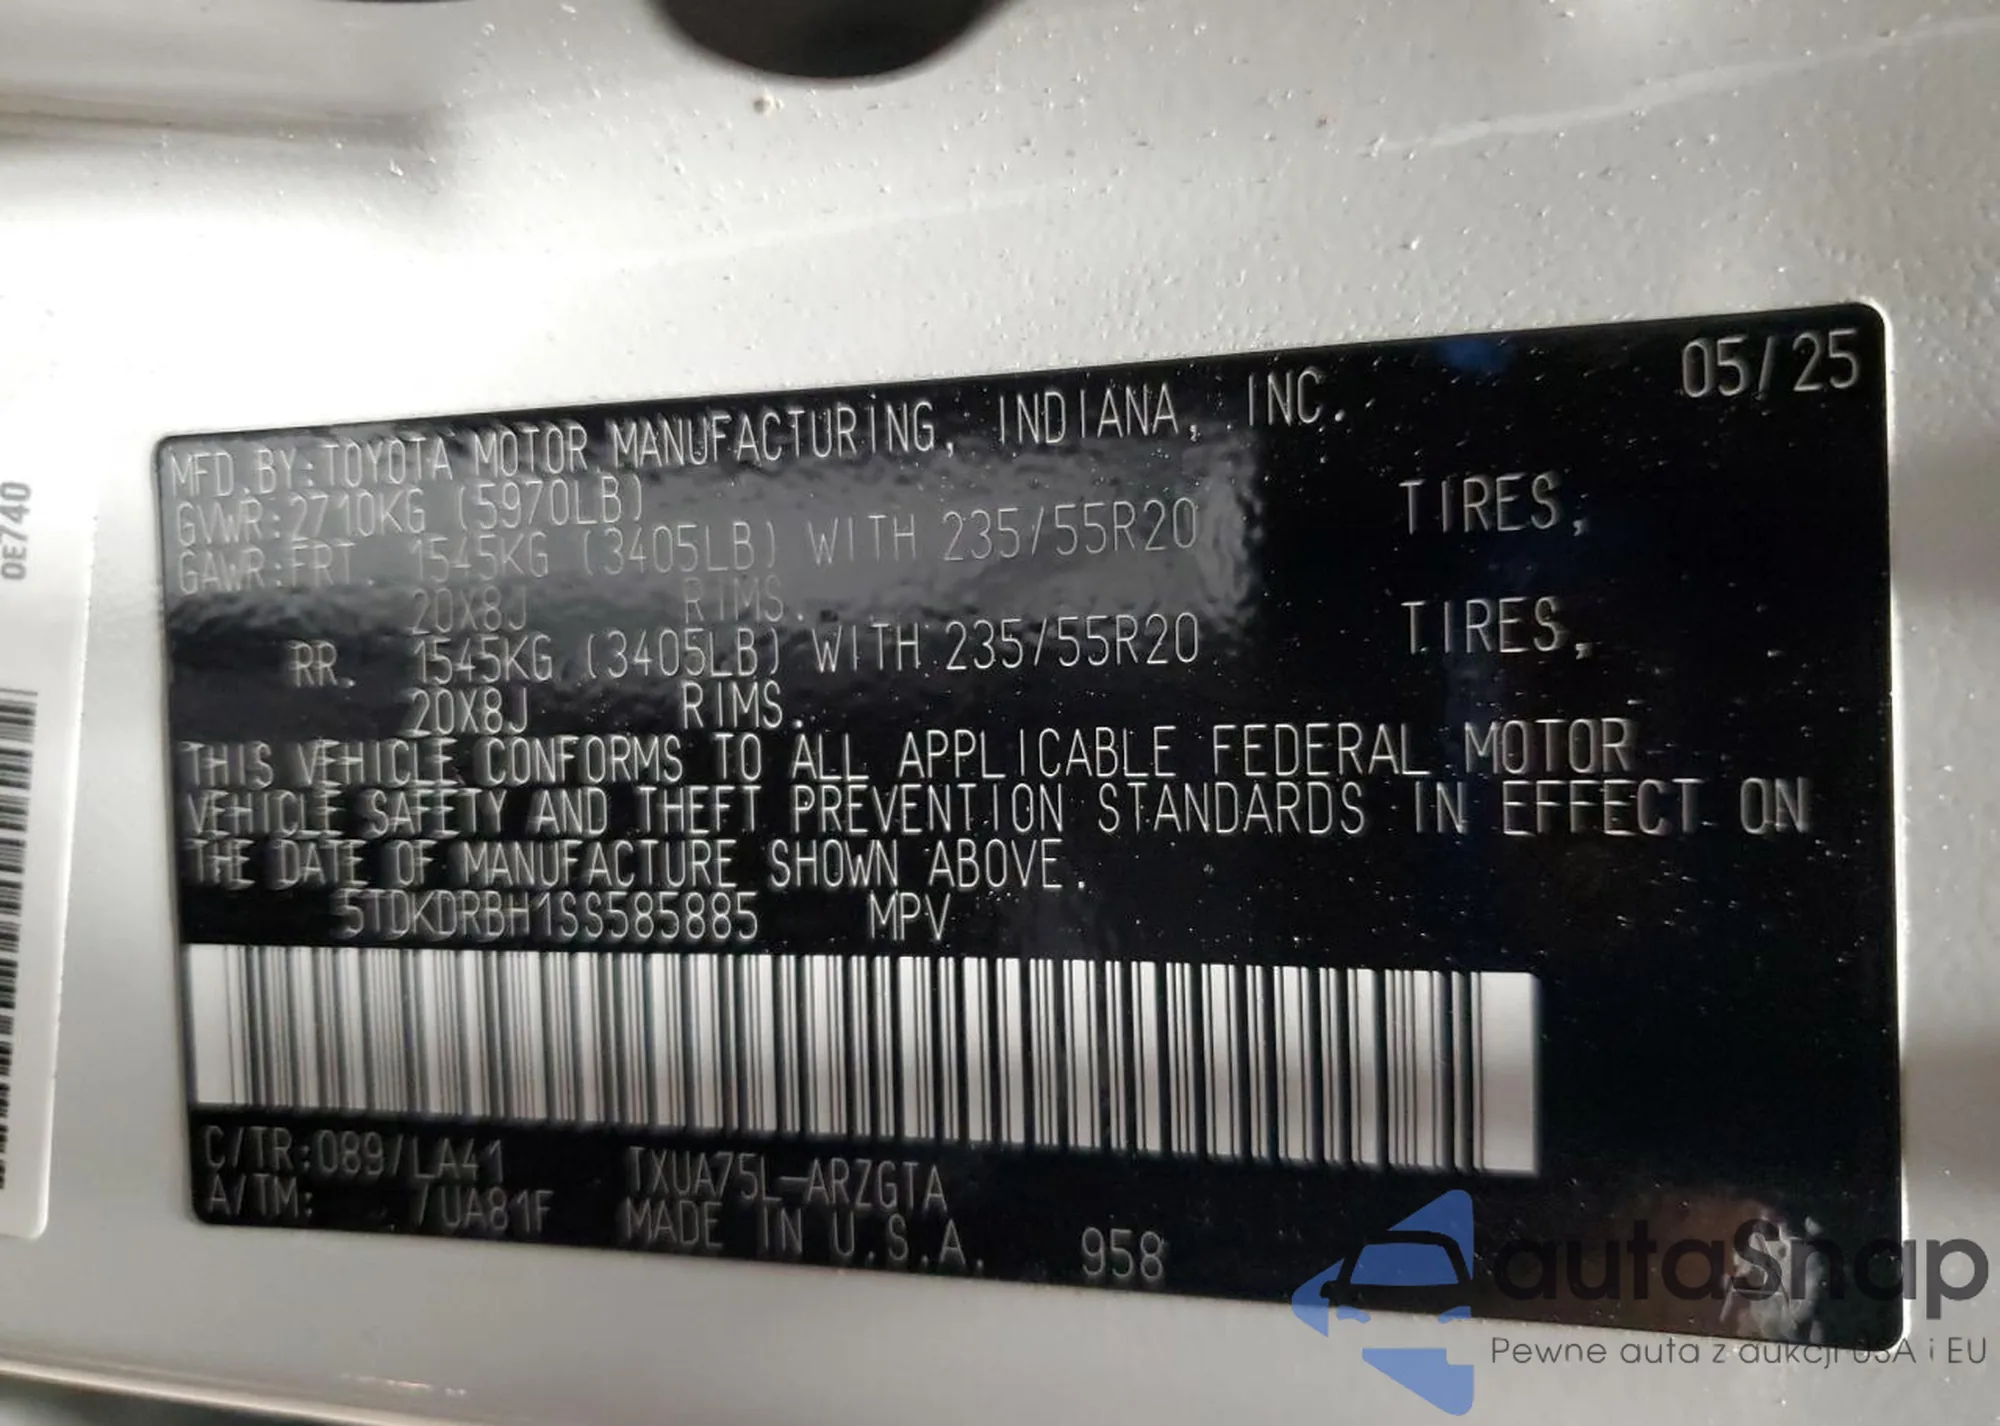 05/25
MFD. BY: TOYOTA MOTOR MANUFACTURING, INDIANA, INC.
GVWR: 2710KG (5970LB)
GAWR: FRT. 1545KG (3405LB) WITH 235/55R20 TIRES,
20X8J RIMS.
RR. 1545KG (3405LB) WITH 235/55R20 TIRES,
20X8J RIMS.
THIS VEHICLE CONFORMS TO ALL APPLICABLE FEDERAL MOTOR
VEHICLE SAFETY AND THEFT PREVENTION STANDARDS IN EFFECT ON
THE DATE OF MANUFACTURE SHOWN ABOVE.
5TDKDRBH1SS585885 MPV
C/TR: 089/LA41 TXUA75L-ARZGTA
A/TM: /UA81F MADE IN U.S.A. 958
0E740
autaSnap
Pewne auta z aukcji USA i EU